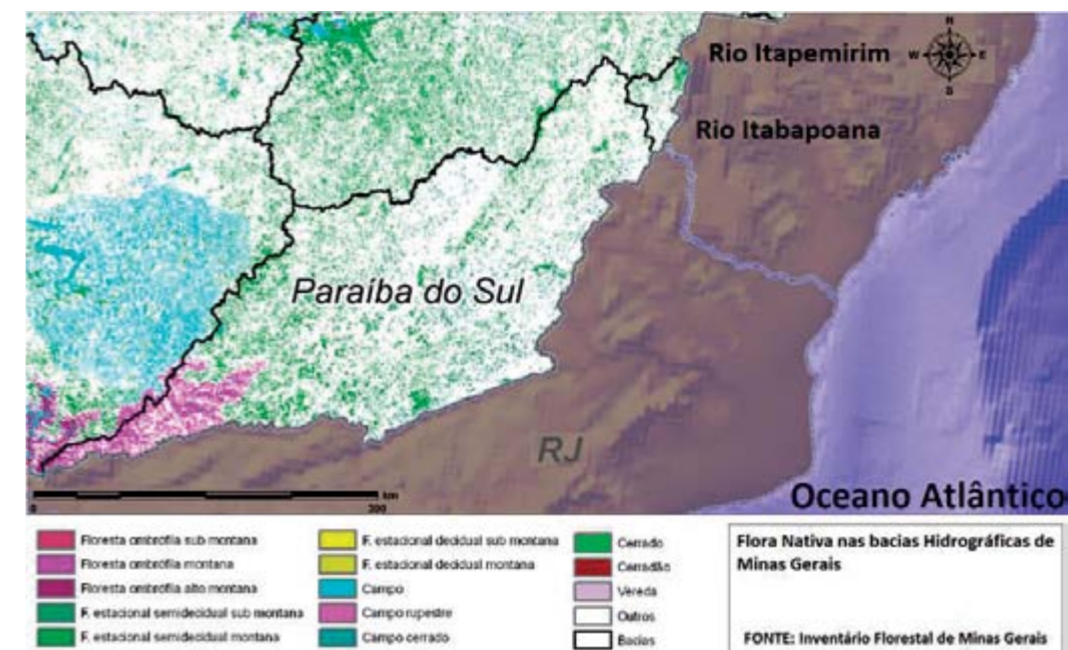 N
Rio Itapemirim
W E
S
Rio Itabapoana
Paraíba do Sul
RJ
Oceano Atlântico
km
0 200
Floresta ombrófila sub montana
Floresta ombrófila montana
Floresta ombrófila alto montana
F. estacional semidecidual sub montana
F. estacional semidecidual montana
F. estacional decidual sub montana
F. estacional decidual montana
Campo
Campo rupestre
Campo cerrado
Cerrado
Cerradão
Vereda
Outros
Bacias
Flora Nativa nas bacias Hidrográficas de
Minas Gerais
FONTE: Inventário Florestal de Minas Gerais